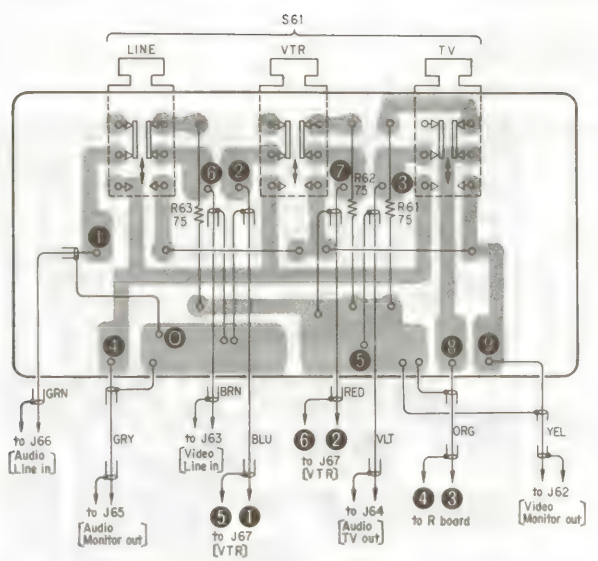 S61
LINE
VTR
TV
6
2
7
3
R62
75
R63
75
R61
75
1
4
0
5
8
9
GRN
BRN
RED
to J66
[Audio
Line in]
GRY
to J63
[Video
Line in]
BLU
6
2
to J67
[VTR]
VLT
ORG
YEL
to J65
[Audio
Monitor out]
5
1
to J67
[VTR]
to J64
[Audio
TV out]
4
3
to R board
to J62
[Video
Monitor out]